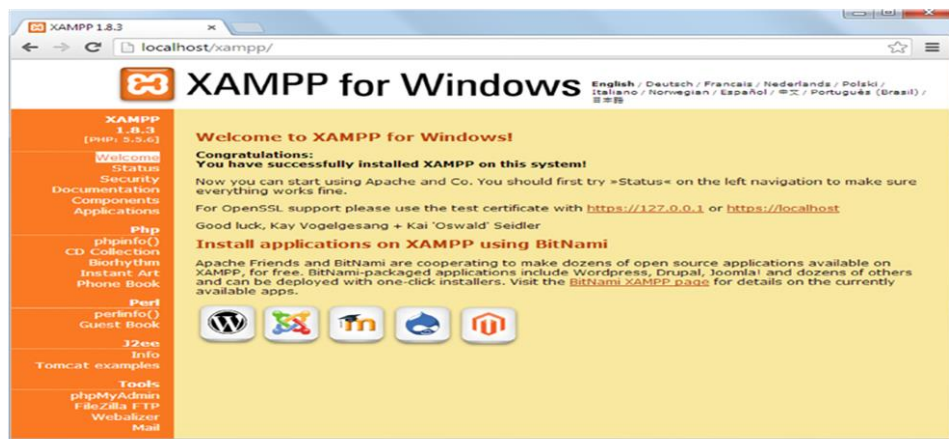 XAMPP 1.8.3
localhost/xampp/
XAMPP for Windows
English / Deutsch / Francais / Nederlands / Polski /
Italiano / Norwegian / Español / 中文 / Português (Brasil) /
日本語
XAMPP
1.8.3
[PHP: 5.5.6]
Welcome
Status
Security
Documentation
Components
Applications
Php
phpinfo()
CD Collection
Biorhythm
Instant Art
Phone Book
Perl
perlinfo()
Guest Book
J2ee
Info
Tomcat examples
Tools
phpMyAdmin
FileZilla FTP
Webalizer
Mail
Welcome to XAMPP for Windows!
Congratulations:
You have successfully installed XAMPP on this system!
Now you can start using Apache and Co. You should first try »Status« on the left navigation to make sure
everything works fine.
For OpenSSL support please use the test certificate with https://127.0.0.1 or https://localhost
Good luck, Kay Vogelgesang + Kai 'Oswald' Seidler
Install applications on XAMPP using BitNami
Apache Friends and BitNami are cooperating to make dozens of open source applications available on
XAMPP, for free. BitNami-packaged applications include Wordpress, Drupal, Joomla! and dozens of others
and can be deployed with one-click installers. Visit the BitNami XAMPP page for details on the currently
available apps.